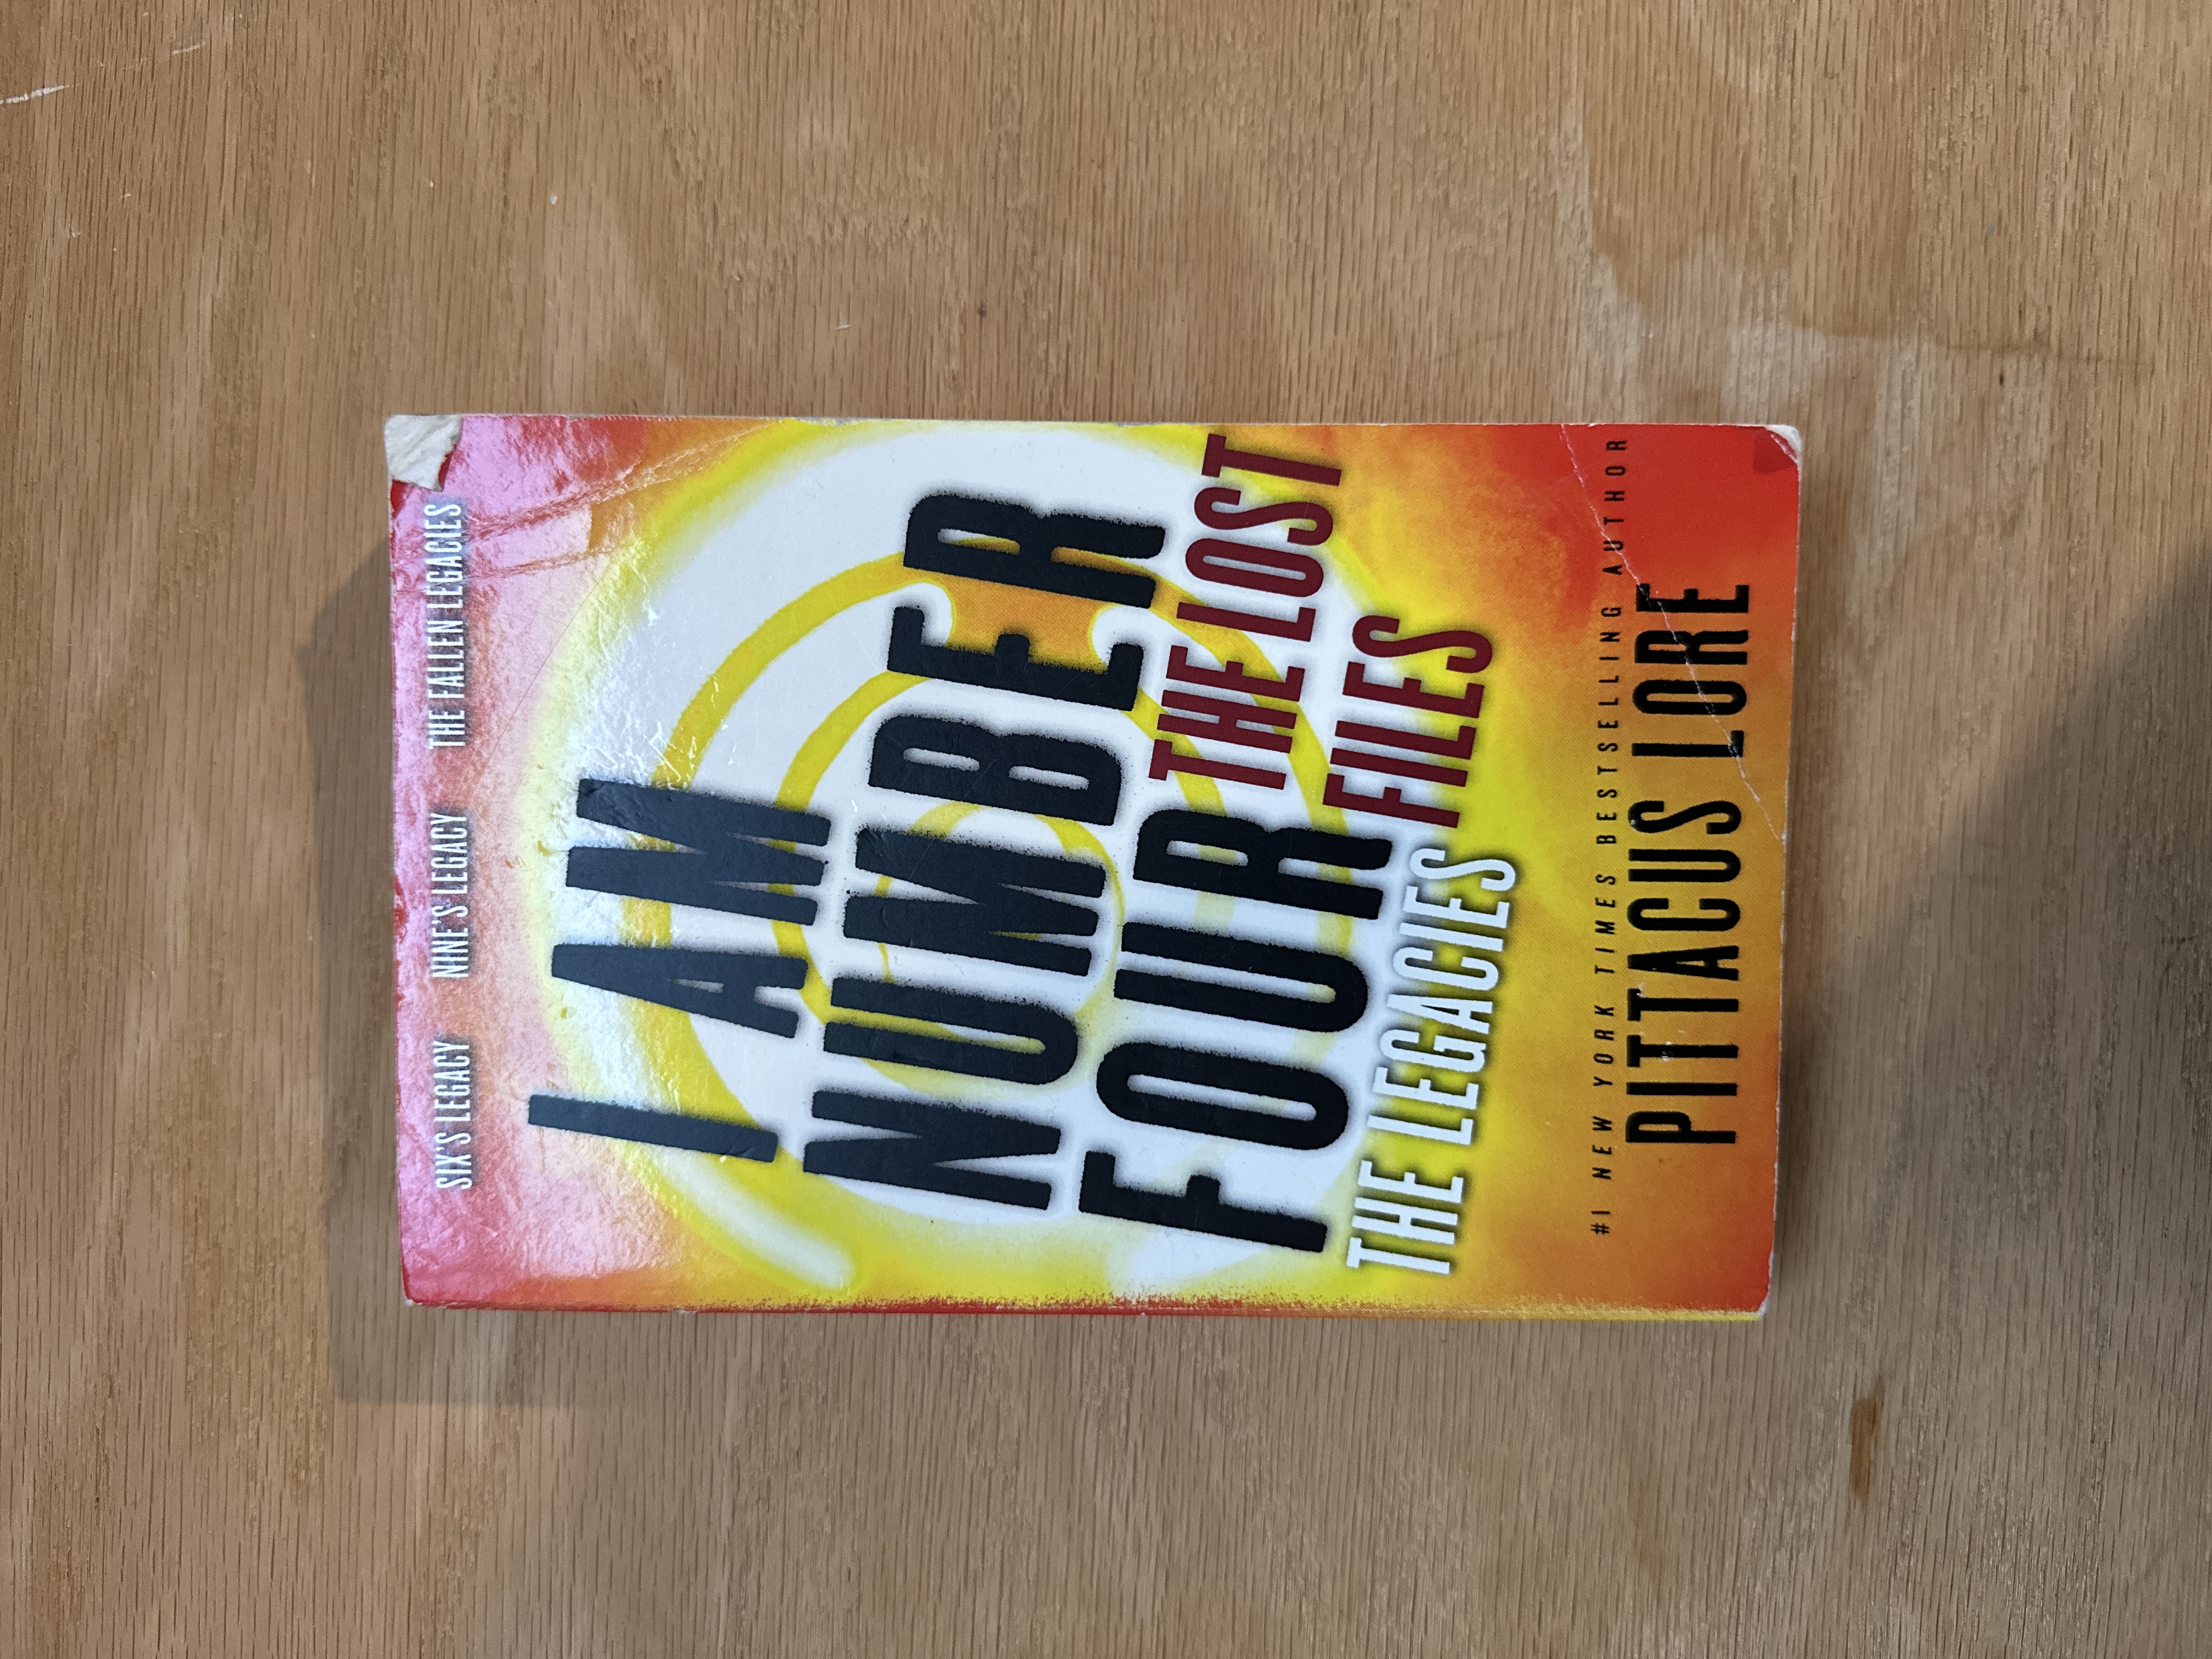 SIX'S LEGACY NINE'S LEGACY THE FALLEN LEGACIES
I AM
NUMBER
FOUR THE LOST
FILES
THE LEGACIES
#1 NEW YORK TIMES BESTSELLING AUTHOR
PITTACUS LORE